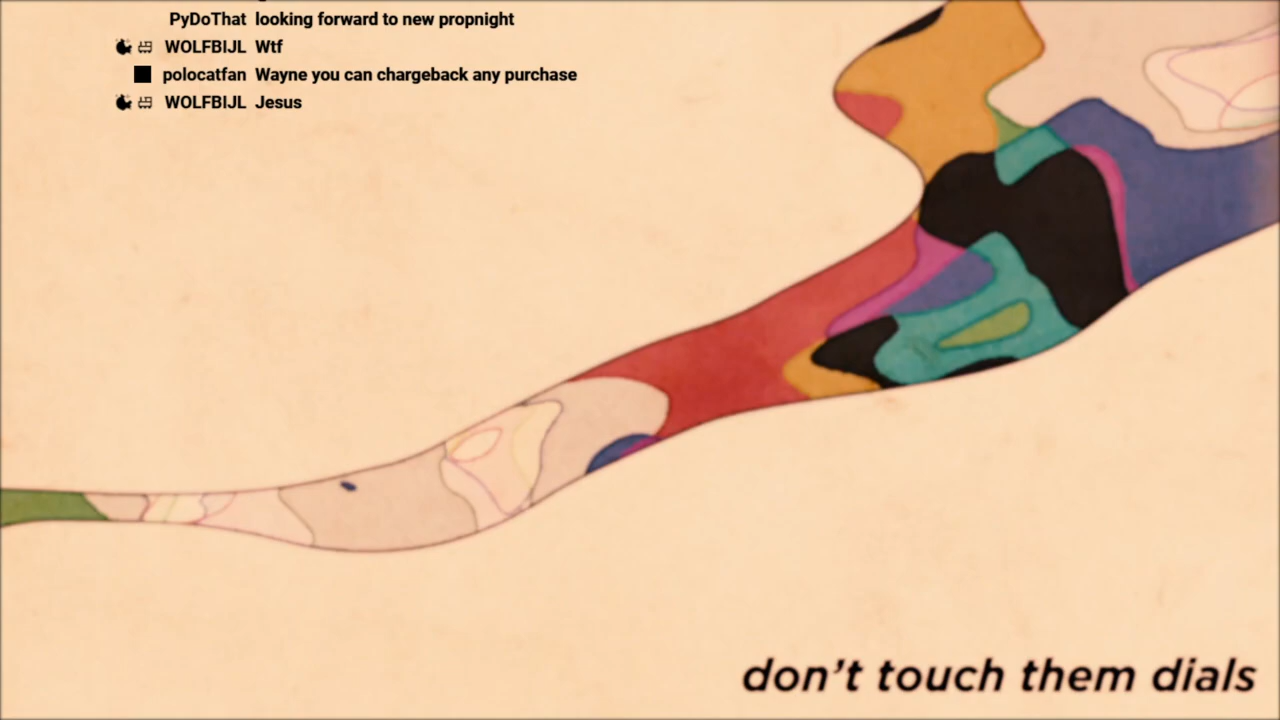 PyDoThat looking forward to new propnight
WOLFBIJL Wtf
polocatfan Wayne you can chargeback any purchase
WOLFBIJL Jesus
don't touch them dials